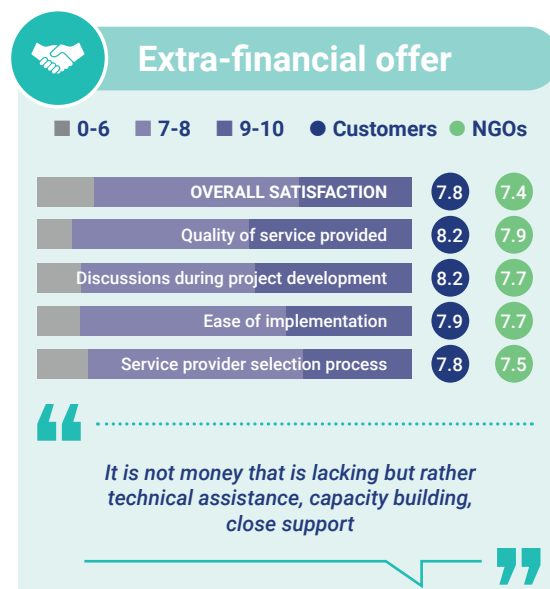 Extra-financial offer
0-6 7-8 9-10 Customers NGOs
OVERALL SATISFACTION 7.8 7.4
Quality of service provided 8.2 7.9
Discussions during project development 8.2 7.7
Ease of implementation 7.9 7.7
Service provider selection process 7.8 7.5
“
It is not money that is lacking but rather
technical assistance, capacity building,
close support
”